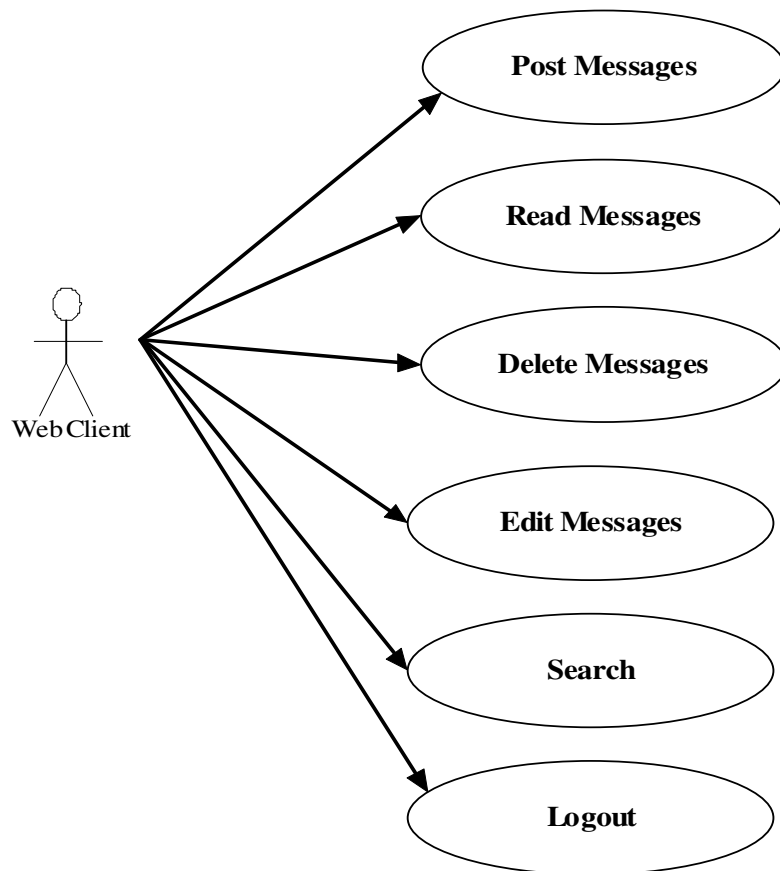 Post Messages
Read Messages
Delete Messages
Web Client
Edit Messages
Search
Logout